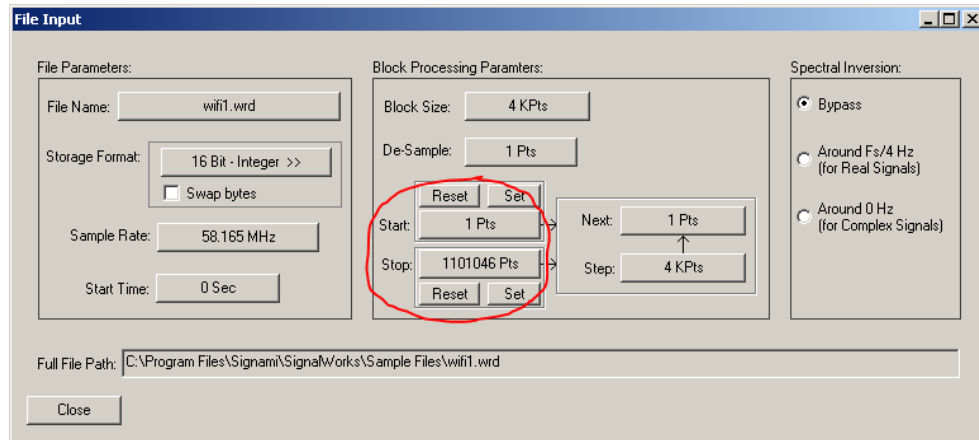 File Input
File Parameters:
File Name: wifi1.wrd
Storage Format: 16 Bit - Integer >>
Swap bytes
Sample Rate: 58.165 MHz
Start Time: 0 Sec
Block Processing Paramters:
Block Size: 4 KPts
De-Sample: 1 Pts
Reset Set
Start: 1 Pts
Stop: 1101046 Pts
Reset Set
Next: 1 Pts
Step: 4 KPts
Spectral Inversion:
Bypass
Around Fs/4 Hz
(for Real Signals)
Around 0 Hz
(for Complex Signals)
Full File Path: C:\Program Files\Signami\SignalWorks\Sample Files\wifi1.wrd
Close